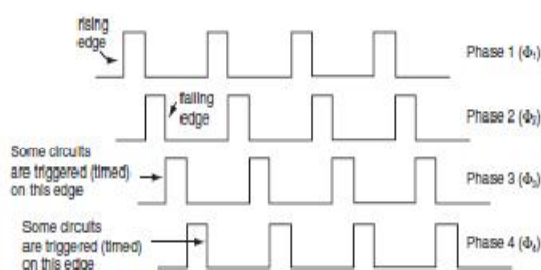 rising
edge
Phase 1 (Φ₁)
falling
edge
Phase 2 (Φ₂)
Some circuits
are triggered (timed)
on this edge
Phase 3 (Φ₃)
Some circuits
are triggered (timed)
on this edge
Phase 4 (Φ₄)